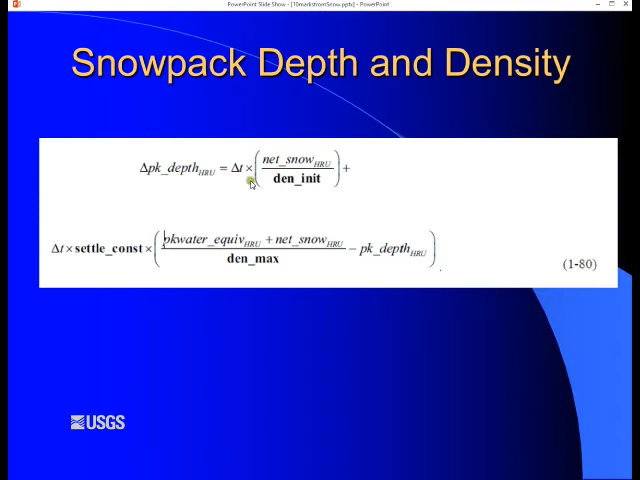 PowerPoint Slide Show - [10markstromSnow.pptx] - PowerPoint
Snowpack Depth and Density
Δpk_depth_HRU = Δt × ( net_snow_HRU / den_init ) +
Δt × settle_const × ( pkwater_equiv_HRU + net_snow_HRU / den_max − pk_depth_HRU ) .
(1-80)
USGS